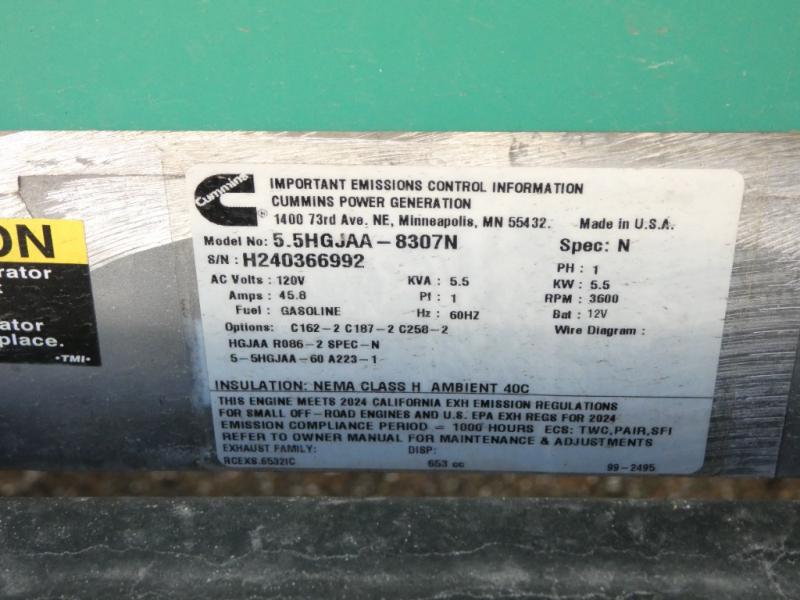 ON
rator
k
ator
place.
•TMI•
Cummins
®
IMPORTANT EMISSIONS CONTROL INFORMATION
CUMMINS POWER GENERATION
1400 73rd Ave. NE, Minneapolis, MN 55432. Made in U.S.A.
Model No: 5.5HGJAA-8307N Spec: N
S/N: H240366992
AC Volts: 120V KVA: 5.5 PH: 1
Amps: 45.8 Pf: 1 KW: 5.5
Fuel: GASOLINE Hz: 60HZ RPM: 3600
Bat: 12V
Options: C162-2 C187-2 C258-2 Wire Diagram:
HGJAA R086-2 SPEC-N
5-5HGJAA-60 A223-1
INSULATION: NEMA CLASS H AMBIENT 40C
THIS ENGINE MEETS 2024 CALIFORNIA EXH EMISSION REGULATIONS
FOR SMALL OFF-ROAD ENGINES AND U.S. EPA EXH REGS FOR 2024
EMISSION COMPLIANCE PERIOD = 1000 HOURS ECS: TWC,PAIR,SFI
REFER TO OWNER MANUAL FOR MAINTENANCE & ADJUSTMENTS
EXHAUST FAMILY: DISP:
RCEXS.6532IC 653 cc 99-2495